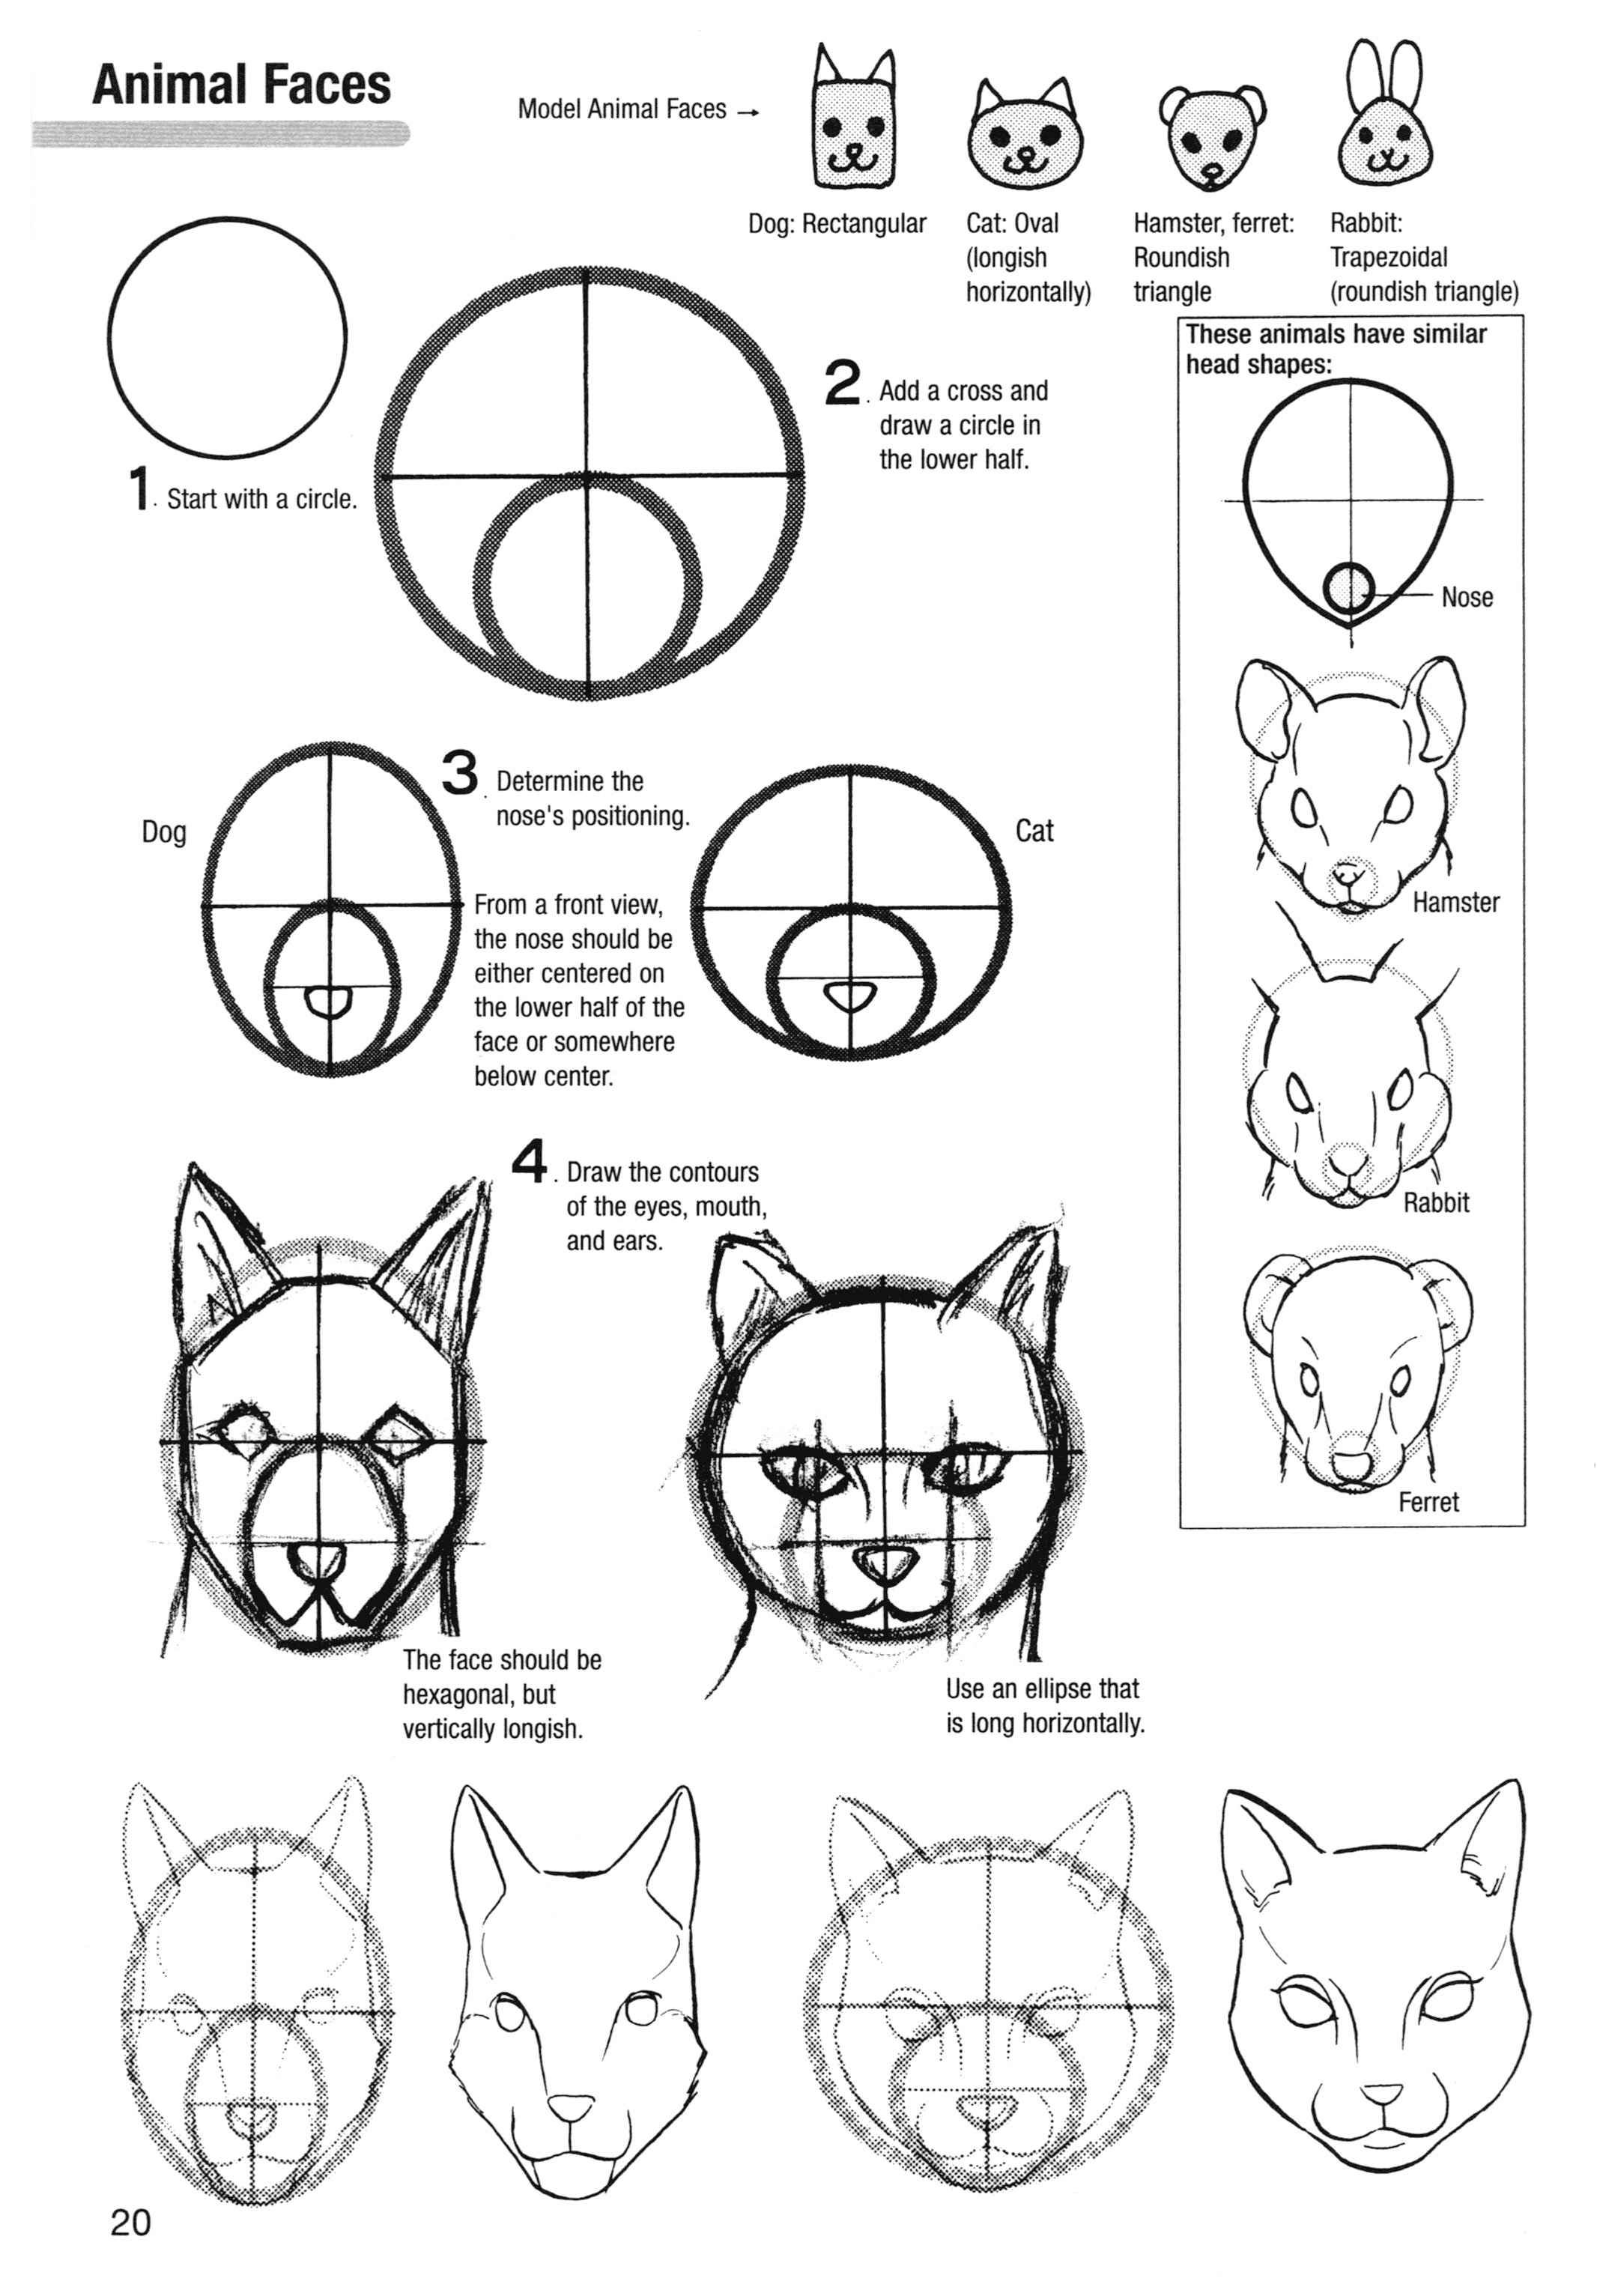 Animal Faces
Model Animal Faces →
Dog: Rectangular
Cat: Oval
(longish
horizontally)
Hamster, ferret:
Roundish
triangle
Rabbit:
Trapezoidal
(roundish triangle)
1. Start with a circle.
2. Add a cross and
draw a circle in
the lower half.
These animals have similar
head shapes:
Nose
Hamster
Rabbit
Ferret
Dog
3. Determine the
nose's positioning.
Cat
From a front view,
the nose should be
either centered on
the lower half of the
face or somewhere
below center.
4. Draw the contours
of the eyes, mouth,
and ears.
The face should be
hexagonal, but
vertically longish.
Use an ellipse that
is long horizontally.
20